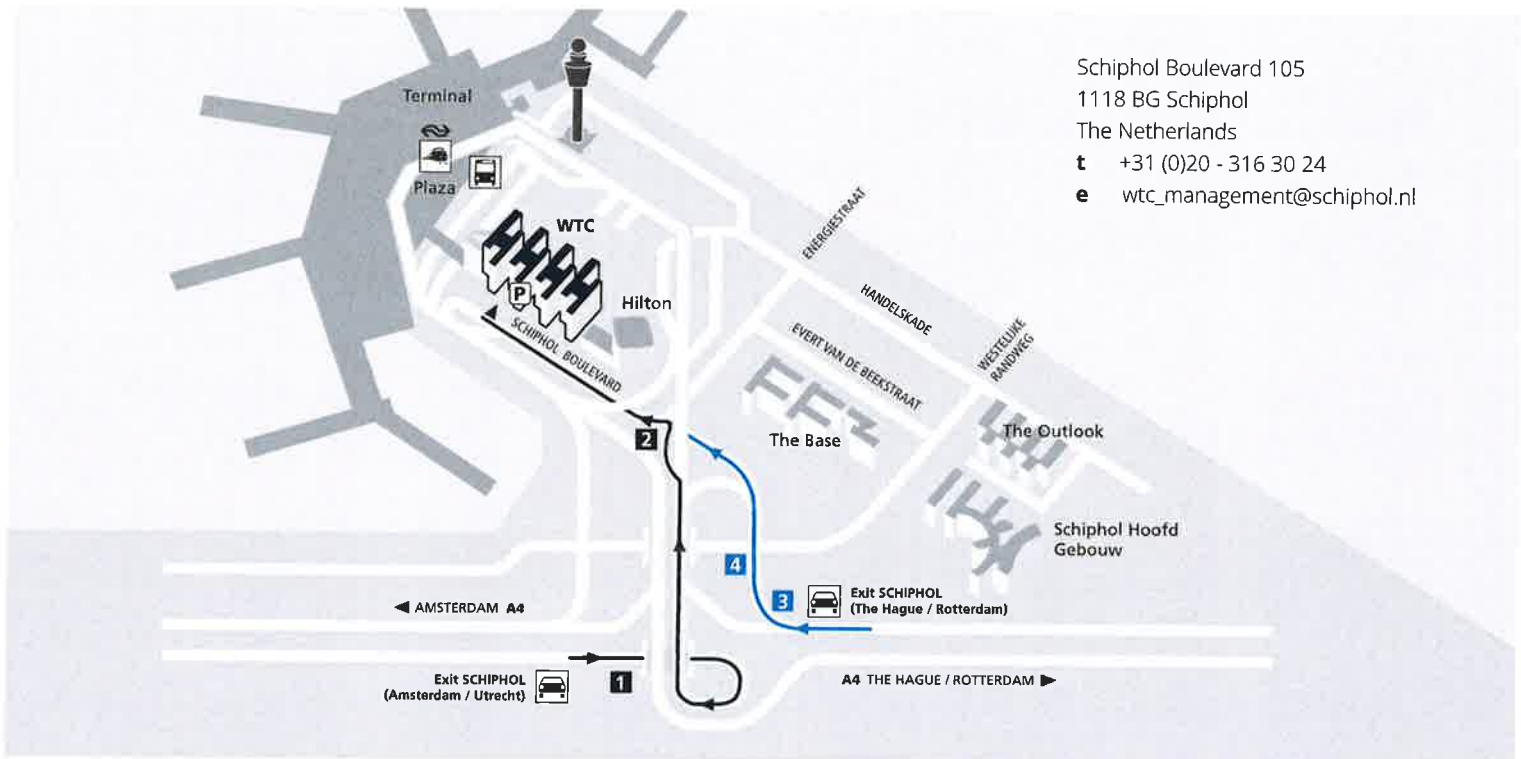 Schiphol Boulevard 105
1118 BG Schiphol
The Netherlands
t +31 (0)20 - 316 30 24
e wtc_management@schiphol.nl
Terminal
Plaza
WTC
P
Hilton
SCHIPHOL BOULEVARD
ENERGIESTRAAT
HANDELSKADE
EVERT VAN DE BEEKSTRAAT
WESTELIJKE
RANDWEG
The Base
The Outlook
Schiphol Hoofd
Gebouw
2
4
3
Exit SCHIPHOL
(The Hague / Rotterdam)
AMSTERDAM A4
Exit SCHIPHOL
(Amsterdam / Utrecht)
1
A4 THE HAGUE / ROTTERDAM